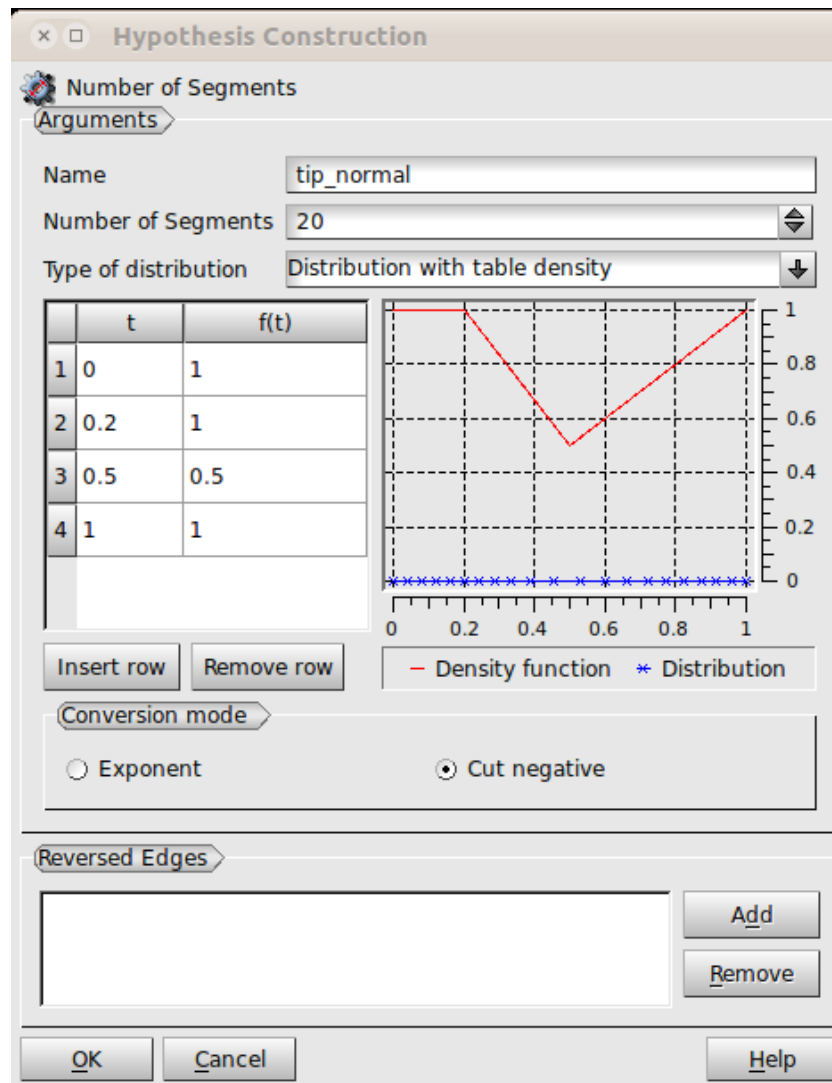 Hypothesis Construction
Number of Segments
Arguments
Name tip_normal
Number of Segments 20
Type of distribution Distribution with table density
t f(t)
1 0 1
2 0.2 1
3 0.5 0.5
4 1 1
1
0.8
0.6
0.4
0.2
0
0 0.2 0.4 0.6 0.8 1
Insert row Remove row Density function Distribution
Conversion mode
Exponent Cut negative
Reversed Edges
Add
Remove
OK Cancel Help